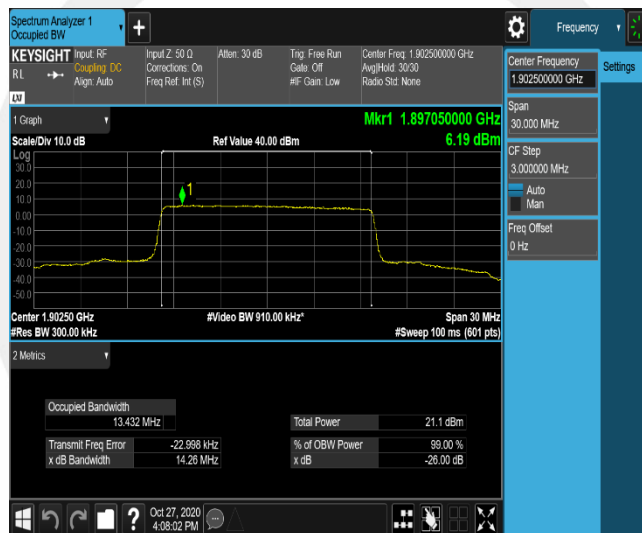 Spectrum Analyzer 1
Occupied BW
+
Frequency
KEYSIGHT
RL
LXI
Input: RF
Coupling: DC
Align: Auto
Input Z: 50 Ω
Corrections: On
Freq Ref: Int (S)
Atten: 30 dB
Trig: Free Run
Gate: Off
#IF Gain: Low
Center Freq: 1.902500000 GHz
Avg|Hold: 30/30
Radio Std: None
Center Frequency
1.902500000 GHz
Settings
Span
30.000 MHz
CF Step
3.000000 MHz
Auto
Man
Freq Offset
0 Hz
1 Graph
Scale/Div 10.0 dB
Ref Value 40.00 dBm
Mkr1 1.897050000 GHz
6.19 dBm
Log
30.0
20.0
10.0
0.00
-10.0
-20.0
-30.0
-40.0
-50.0
1
Center 1.90250 GHz
#Res BW 300.00 kHz
#Video BW 910.00 kHz*
Span 30 MHz
#Sweep 100 ms (601 pts)
2 Metrics
Occupied Bandwidth
13.432 MHz
Total Power 21.1 dBm
Transmit Freq Error -22.998 kHz
% of OBW Power 99.00 %
x dB Bandwidth 14.26 MHz
x dB -26.00 dB
?
Oct 27, 2020
4:08:02 PM